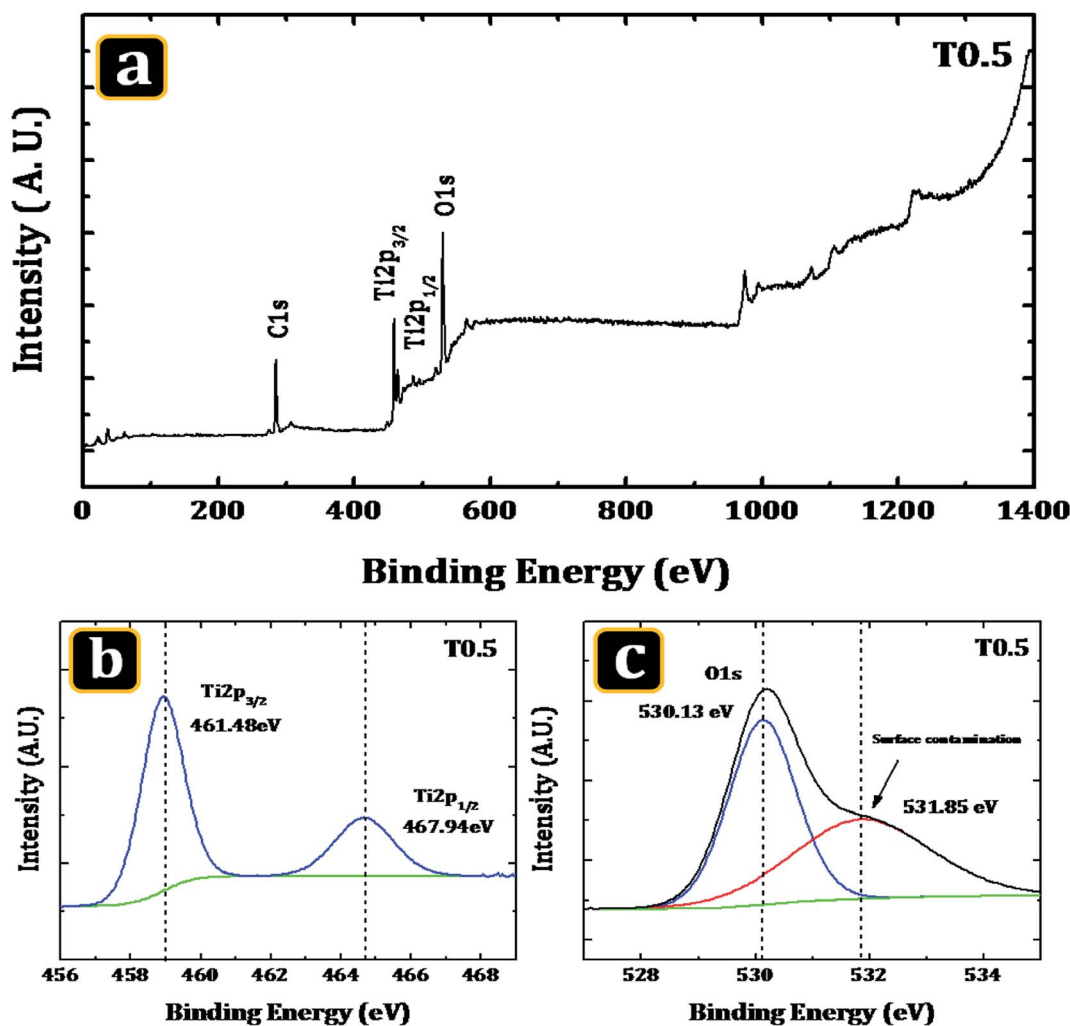 a
T0.5
Intensity ( A. U.)
C1s
Ti2p3/2
Ti2p1/2
O1s
0 200 400 600 800 1000 1200 1400
Binding Energy (eV)
b
T0.5
Intensity (A.U.)
Ti2p3/2
461.48eV
Ti2p1/2
467.94eV
456 458 460 462 464 466 468
Binding Energy (eV)
c
T0.5
Intensity (A.U.)
O1s
530.13 eV
Surface contamination
531.85 eV
528 530 532 534
Binding Energy (eV)